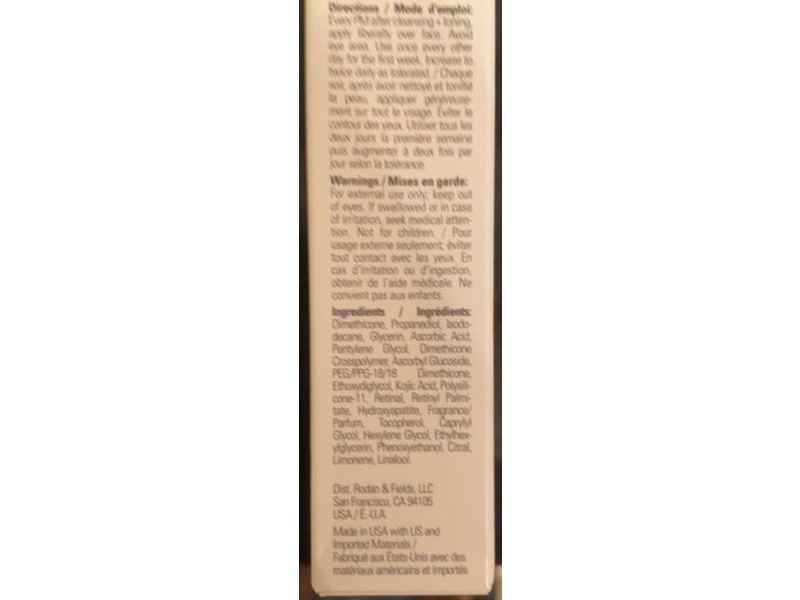 Directions / Mode d'emploi:
Every PM after cleansing + toning,
apply liberally over face. Avoid
eye area. Use once every other
day for the first week. Increase to
twice daily as tolerated. / Chaque
soir, après avoir nettoyé et tonifié
la peau, appliquer généreuse-
ment sur tout le visage. Éviter le
contour des yeux. Utiliser tous les
deux jours la première semaine
puis augmenter à deux fois par
jour selon la tolérance.
Warnings / Mises en garde:
For external use only; keep out
of eyes. If swallowed or in case
of irritation, seek medical atten-
tion. Not for children. / Pour
usage externe seulement; éviter
tout contact avec les yeux. En
cas d'irritation ou d'ingestion,
obtenir de l'aide médicale. Ne
convient pas aux enfants.
Ingredients / Ingrédients:
Dimethicone, Propanediol, Isodo-
decane, Glycerin, Ascorbic Acid,
Pentylene Glycol, Dimethicone
Crosspolymer, Ascorbyl Glucoside,
PEG/PPG-18/18 Dimethicone,
Ethoxydiglycol, Kojic Acid, Polysili-
cone-11, Retinal, Retinyl Palmi-
tate, Hydroxyapatite, Fragrance/
Parfum, Tocopherol, Caprylyl
Glycol, Hexylene Glycol, Ethylhex-
ylglycerin, Phenoxyethanol, Citral,
Limonene, Linalool.
Dist. Rodan & Fields, LLC
San Francisco, CA 94105
USA / É.-U.A.
Made in USA with US and
Imported Materials /
Fabriqué aux États-Unis avec des
matériaux américains et importés